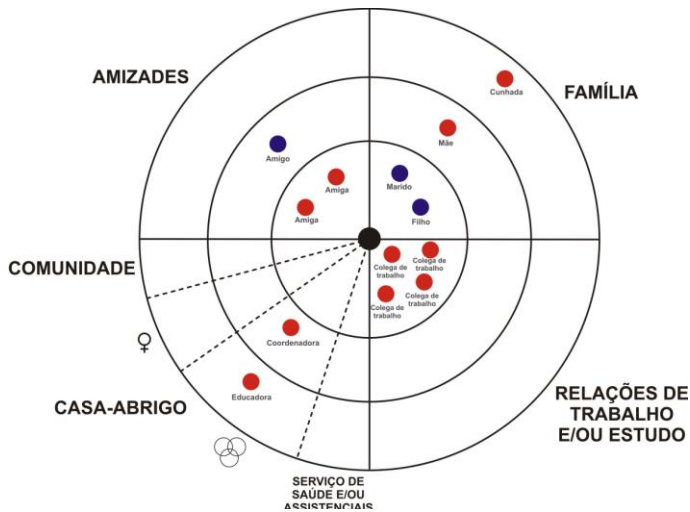 AMIZADES
FAMÍLIA
Cunhada
Mãe
Amigo
Amiga
Marido
Amiga
Filho
COMUNIDADE
Colega de
trabalho
Colega de
trabalho
Colega de
trabalho
Colega de
trabalho
Coordenadora
Educadora
CASA-ABRIGO
RELAÇÕES DE
TRABALHO
E/OU ESTUDO
SERVIÇO DE
SAÚDE E/OU
ASSISTENCIAIS